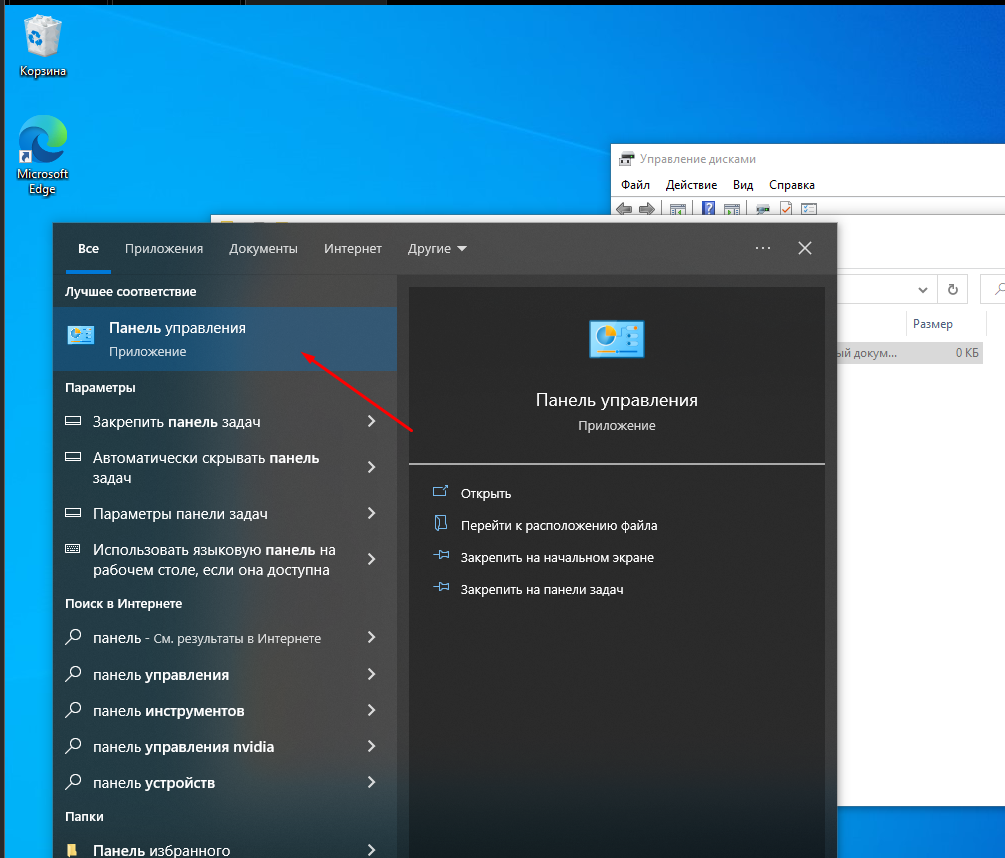 Корзина
Microsoft
Edge
Управление дисками
Файл Действие Вид Справка
Все Приложения Документы Интернет Другие
Лучшее соответствие
Панель управления
Приложение
Параметры
Закрепить панель задач
Автоматически скрывать панель
задач
Параметры панели задач
Использовать языковую панель на
рабочем столе, если она доступна
Поиск в Интернете
панель - См. результаты в Интернете
панель управления
панель инструментов
панель управления nvidia
панель устройств
Папки
Панель избранного
Панель управления
Приложение
Открыть
Перейти к расположению файла
Закрепить на начальном экране
Закрепить на панели задач
Размер
ый докум... 0 КБ